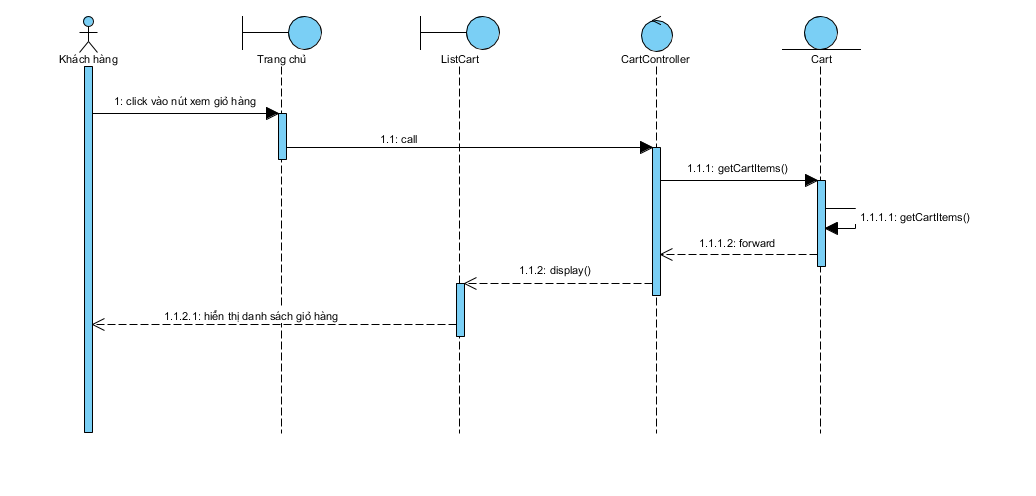 Khách hàng
Trang chủ
ListCart
CartController
Cart
1: click vào nút xem giỏ hàng
1.1: call
1.1.1: getCartItems()
1.1.1.1: getCartItems()
1.1.1.2: forward
1.1.2: display()
1.1.2.1: hiển thị danh sách giỏ hàng